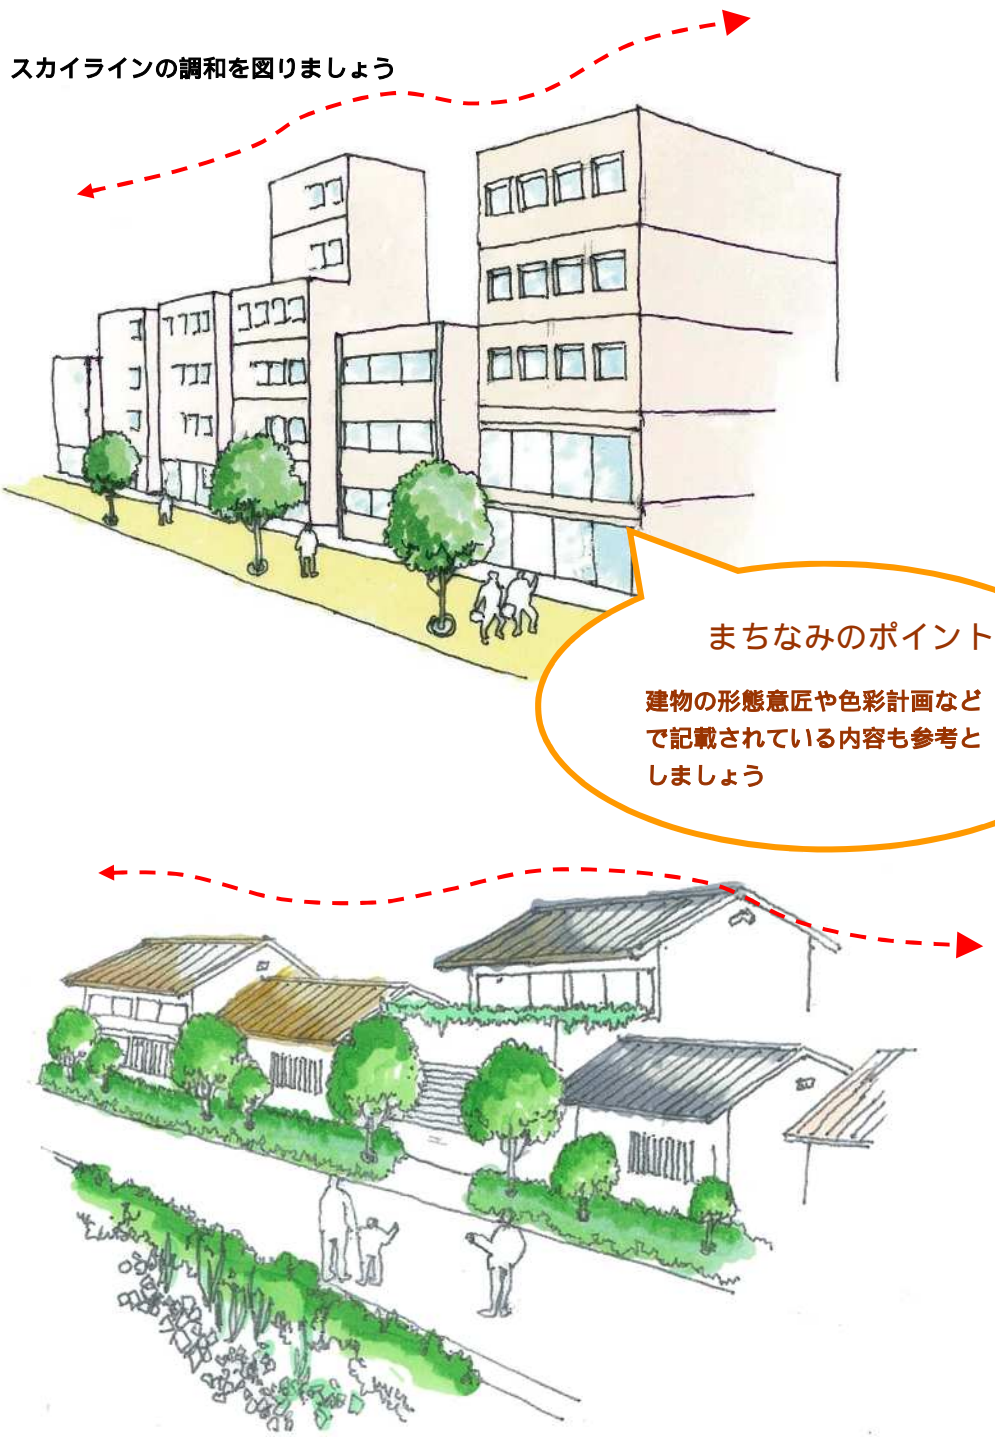 スカイラインの調和を図りましょう
まちなみのポイント
建物の形態意匠や色彩計画など
で記載されている内容も参考と
しましょう